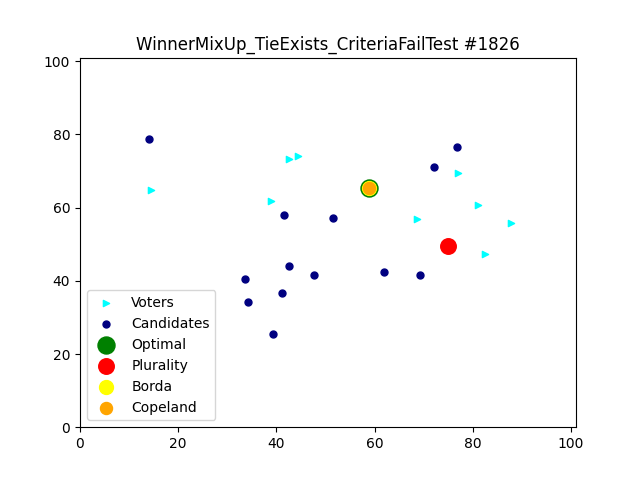 WinnerMixUp_TieExists_CriteriaFailTest #1826
100
80
60
40
20
0
0 20 40 60 80 100
Voters
Candidates
Optimal
Plurality
Borda
Copeland